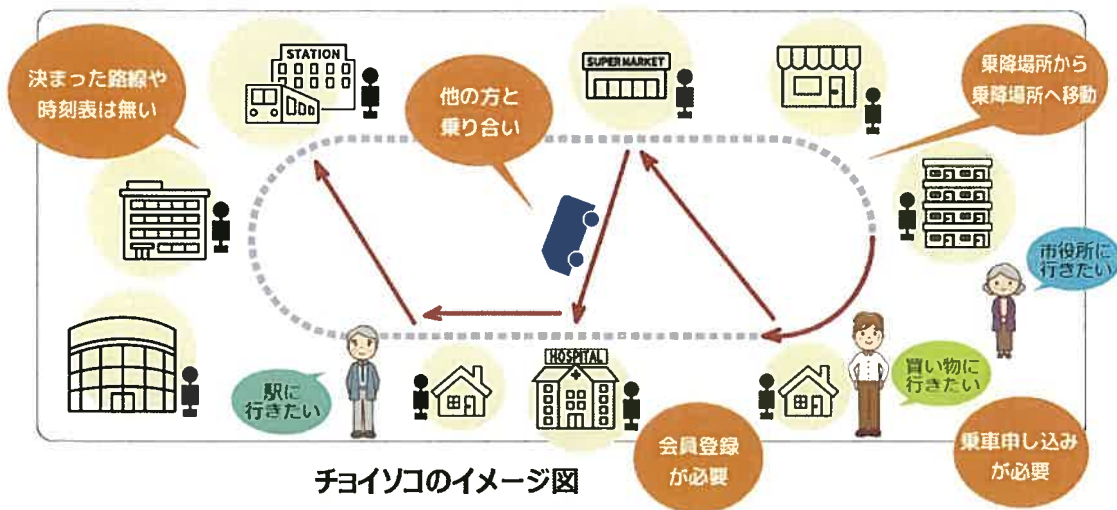 決まった路線や
時刻表は無い
STATION
他の方と
乗り合い
SUPER MARKET
乗降場所から
乗降場所へ移動
市役所に
行きたい
駅に
行きたい
HOSPITAL
買い物に
行きたい
会員登録
が必要
乗車申し込み
が必要
チョイソコのイメージ図